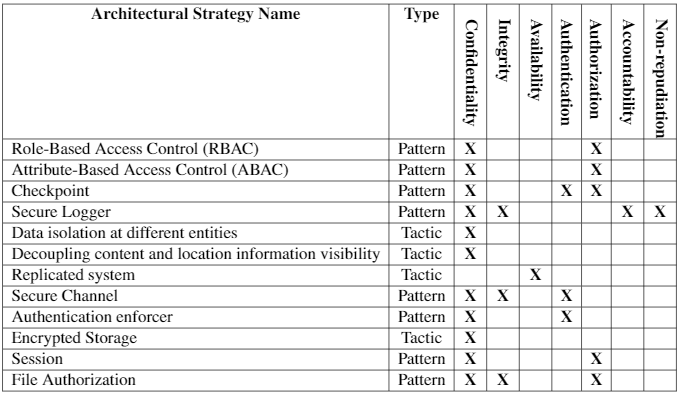 Architectural Strategy Name Type Confidentiality Integrity Availability Authentication Authorization Accountability Non-repudiation
Role-Based Access Control (RBAC) Pattern X X
Attribute-Based Access Control (ABAC) Pattern X X
Checkpoint Pattern X X X
Secure Logger Pattern X X X X
Data isolation at different entities Tactic X
Decoupling content and location information visibility Tactic X
Replicated system Tactic X
Secure Channel Pattern X X X
Authentication enforcer Pattern X X
Encrypted Storage Tactic X
Session Pattern X X
File Authorization Pattern X X X